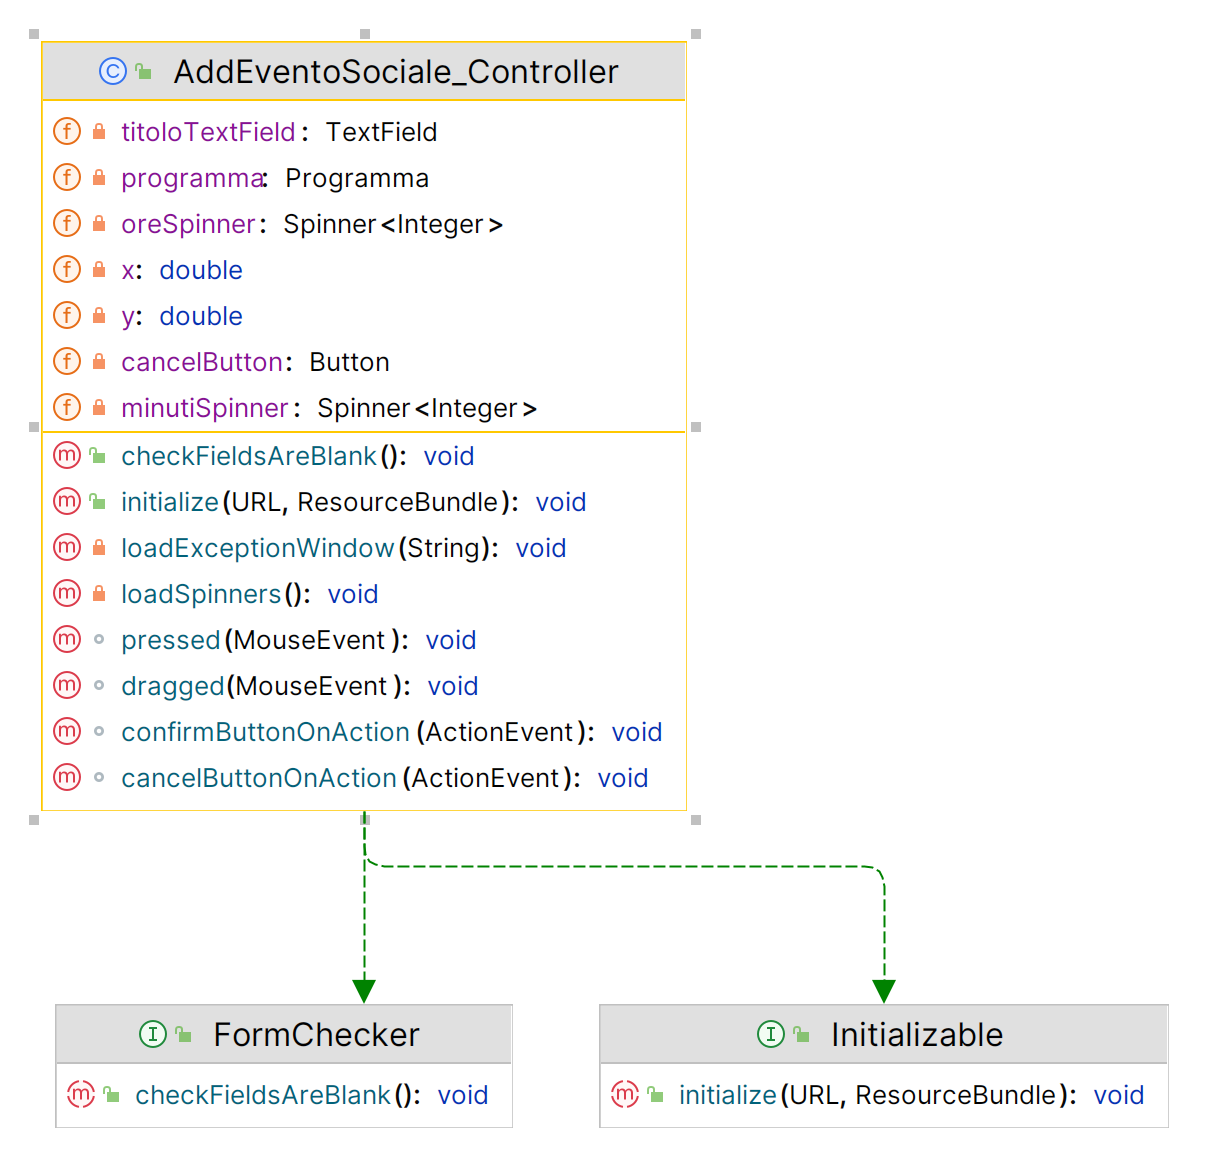 C AddEventoSociale_Controller
f titoloTextField: TextField
f programma: Programma
f oreSpinner: Spinner<Integer>
f x: double
f y: double
f cancelButton: Button
f minutiSpinner: Spinner<Integer>
m checkFieldsAreBlank(): void
m initialize(URL, ResourceBundle): void
m loadExceptionWindow(String): void
m loadSpinners(): void
m pressed(MouseEvent): void
m dragged(MouseEvent): void
m confirmButtonOnAction(ActionEvent): void
m cancelButtonOnAction(ActionEvent): void
I FormChecker
m checkFieldsAreBlank(): void
I Initializable
m initialize(URL, ResourceBundle): void